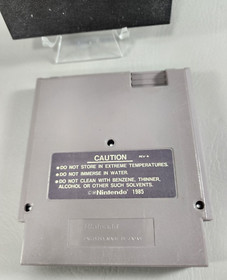 CAUTION
•DO NOT STORE IN EXTREME TEMPERATURES.
•DO NOT IMMERSE IN WATER.
•DO NOT CLEAN WITH BENZENE, THINNER,
ALCOHOL OR OTHER SUCH SOLVENTS.
©Nintendo® 1985